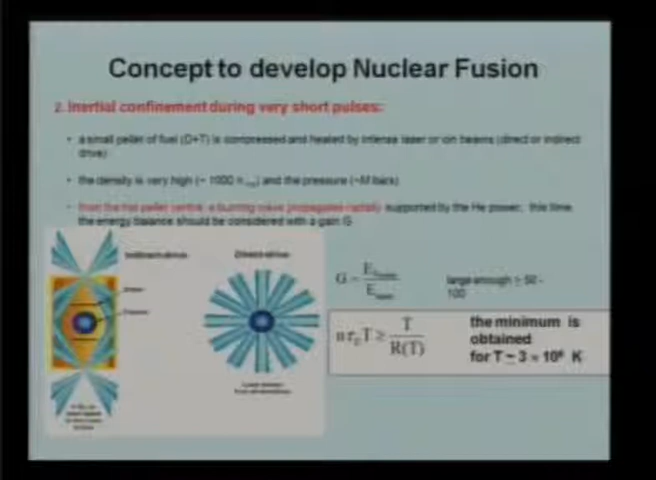 Concept to develop Nuclear Fusion
2. Inertial confinement during very short pulses:
• a small pellet of fuel (D+T) is compressed and heated by intense laser or ion beams (direct or indirect
drive)
• the density is very high (~ 1000 n) and the pressure (~M bars)
• from the hot pellet centre, a burning wave propagates radially supported by the He power; this time
the energy balance should be considered with a gain G
Indirect drive
Direct drive
G = E / E
large enough ~ 50 -
100
nτT ≥ T / R(T)
the minimum is
obtained
for T ~ 3 × 10⁸ K